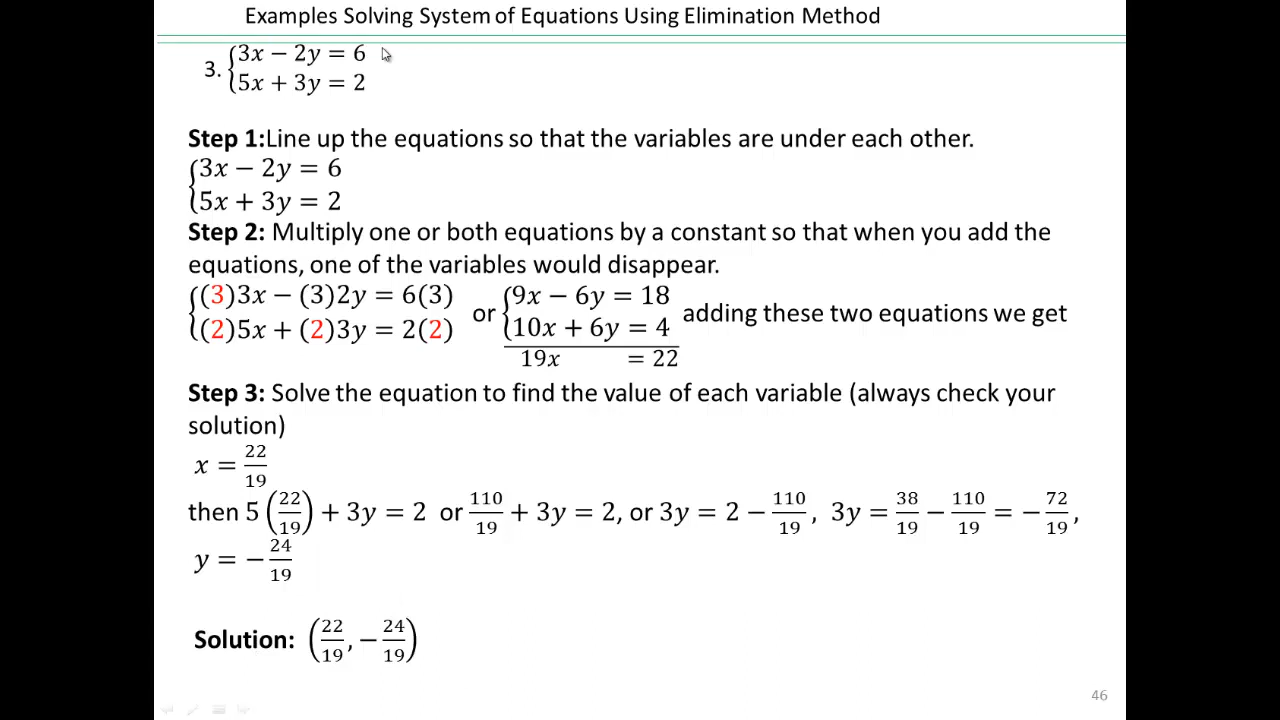 Examples Solving System of Equations Using Elimination Method
3. {3x − 2y = 6
5x + 3y = 2
Step 1:Line up the equations so that the variables are under each other.
{3x − 2y = 6
5x + 3y = 2
Step 2: Multiply one or both equations by a constant so that when you add the
equations, one of the variables would disappear.
{(3)3x − (3)2y = 6(3)
(2)5x + (2)3y = 2(2) or {9x − 6y = 18
10x + 6y = 4 adding these two equations we get
19x = 22
Step 3: Solve the equation to find the value of each variable (always check your
solution)
x = 22/19
then 5(22/19) + 3y = 2 or 110/19 + 3y = 2, or 3y = 2 − 110/19, 3y = 38/19 − 110/19 = −72/19,
y = −24/19
Solution: (22/19, −24/19)
46